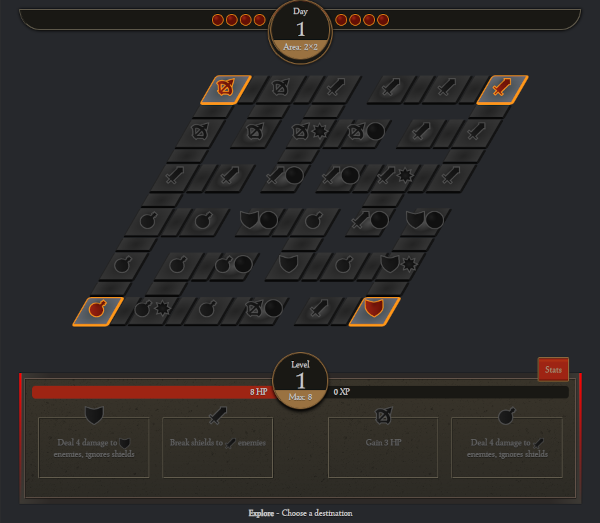 Day
1
Area: 2×2
Level
1
Max: 8
Stats
8 HP
0 XP
Deal 4 damage to
enemies, ignores shields
Break shields to enemies
Gain 3 HP
Deal 4 damage to
enemies, ignores shields
Explore - Choose a destination